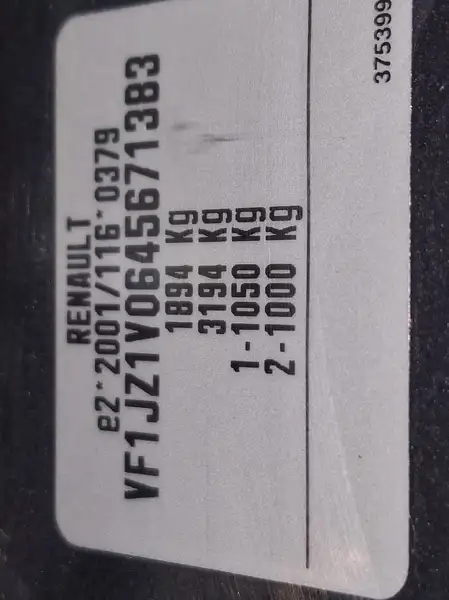 RENAULT
e2*2001/116*0379
VF1JZ1V0645671383
1894 Kg
3194 Kg
1-1050 Kg
2-1000 Kg
375399